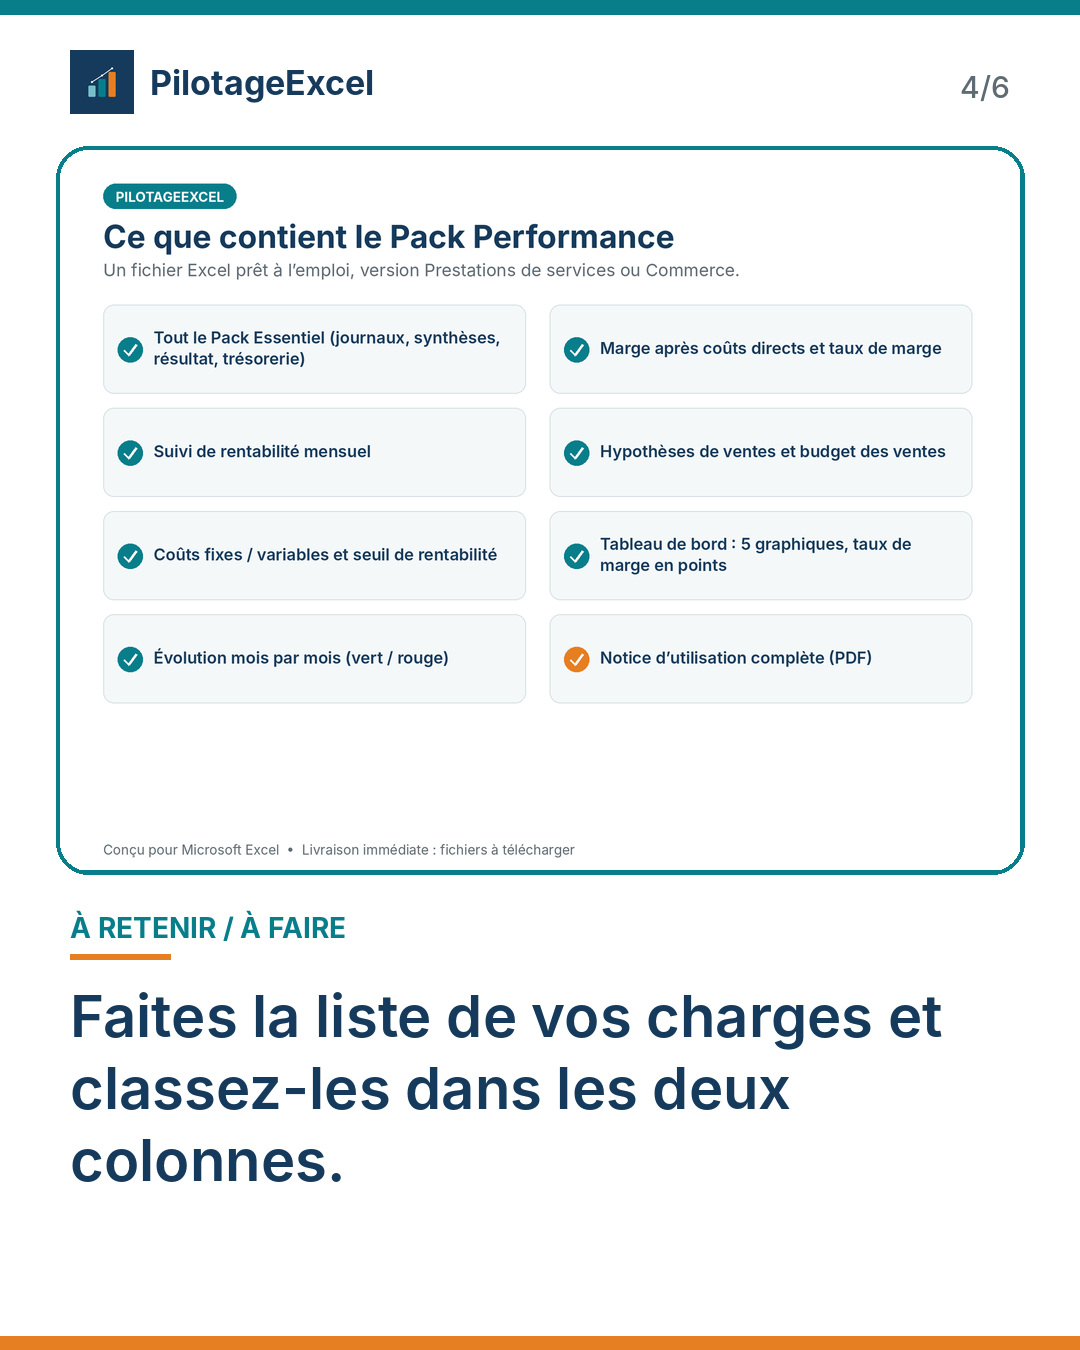 PilotageExcel
4/6
PILOTAGEEXCEL
Ce que contient le Pack Performance
Un fichier Excel prêt à l’emploi, version Prestations de services ou Commerce.
Tout le Pack Essentiel (journaux, synthèses,
résultat, trésorerie)
Marge après coûts directs et taux de marge
Suivi de rentabilité mensuel
Hypothèses de ventes et budget des ventes
Coûts fixes / variables et seuil de rentabilité
Tableau de bord : 5 graphiques, taux de
marge en points
Évolution mois par mois (vert / rouge)
Notice d’utilisation complète (PDF)
Conçu pour Microsoft Excel • Livraison immédiate : fichiers à télécharger
À RETENIR / À FAIRE
Faites la liste de vos charges et
classez-les dans les deux
colonnes.